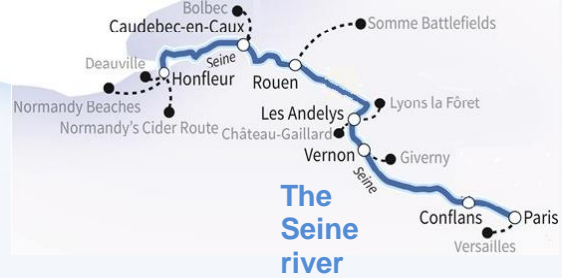 Bolbec
Caudebec-en-Caux
Somme Battlefields
Seine
Deauville
Honfleur
Rouen
Normandy Beaches
Lyons la Fôret
Les Andelys
Normandy's Cider Route
Château-Gaillard
Vernon
Giverny
Seine
The
Seine
river
Conflans
Paris
Versailles